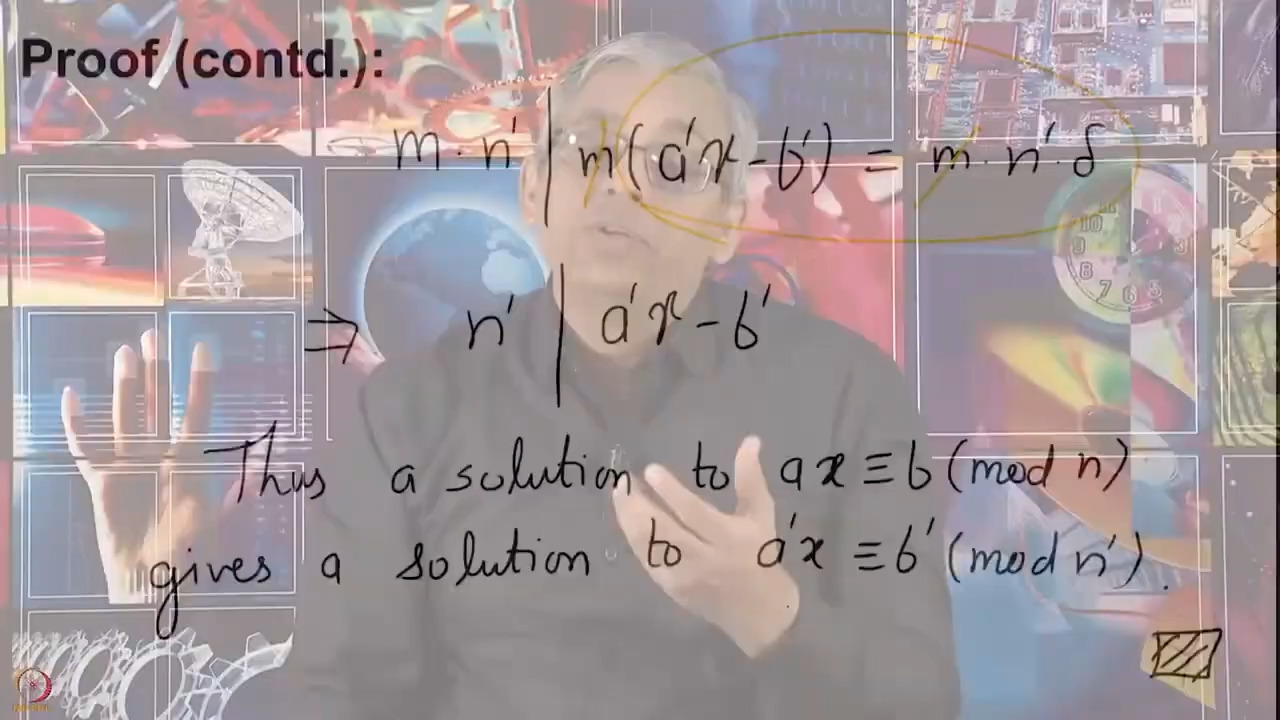 Proof (contd.):
m · n' | m(a'x - b') = m · n' · δ
⇒ n' | a'x - b'
Thus a solution to ax ≡ b (mod n)
gives a solution to a'x ≡ b' (mod n').